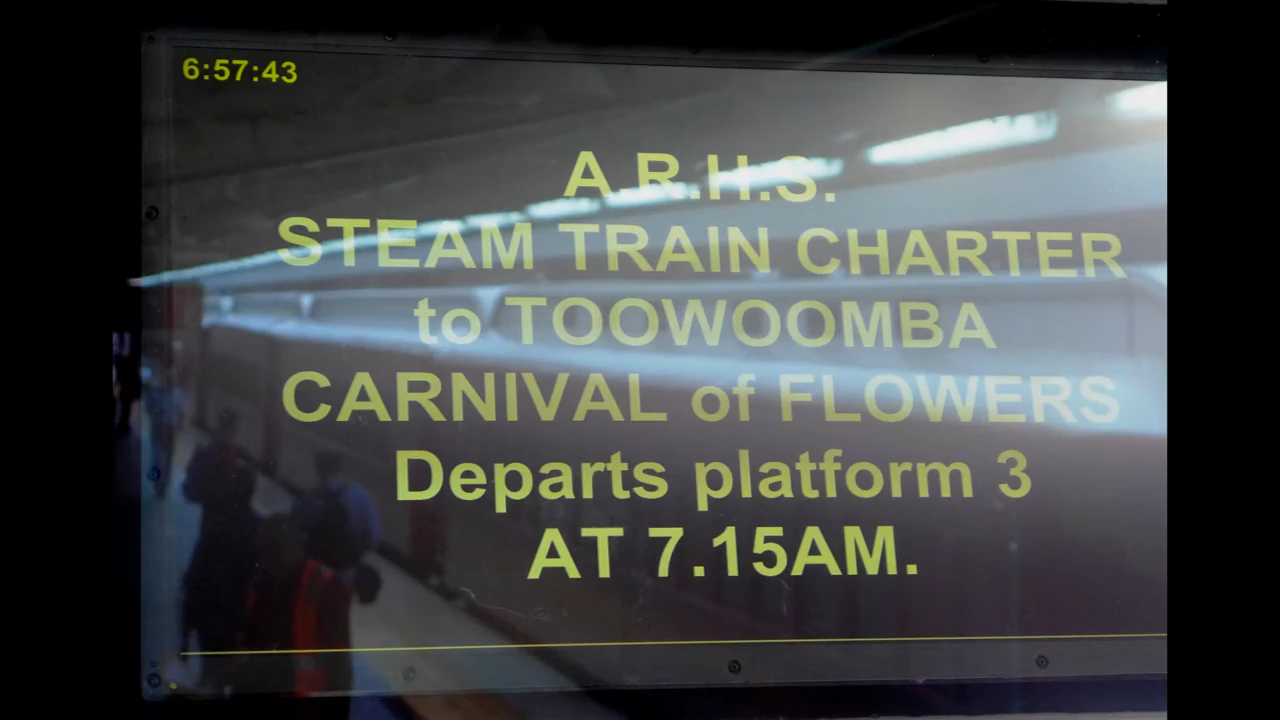 6:57:43
A.R.H.S.
STEAM TRAIN CHARTER
to TOOWOOMBA
CARNIVAL of FLOWERS
Departs platform 3
AT 7.15AM.